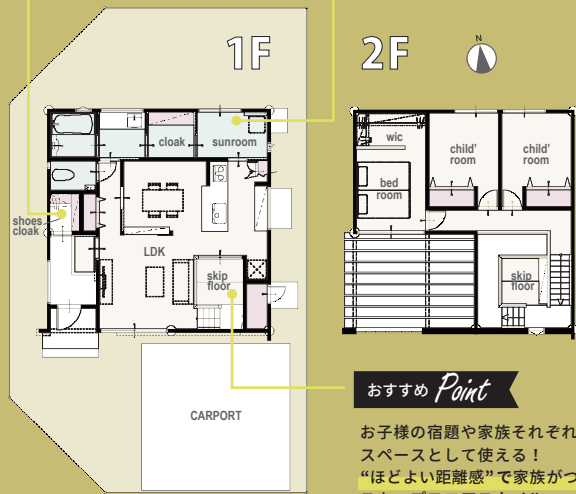 1F
2F
N
cloak
sunroom
shoes
cloak
LDK
skip
floor
CARPORT
wic
bed
room
child'
room
child'
room
skip
floor
おすすめ Point
お子様の宿題や家族それぞれ
スペースとして使える！
“ほどよい距離感”で家族がつ